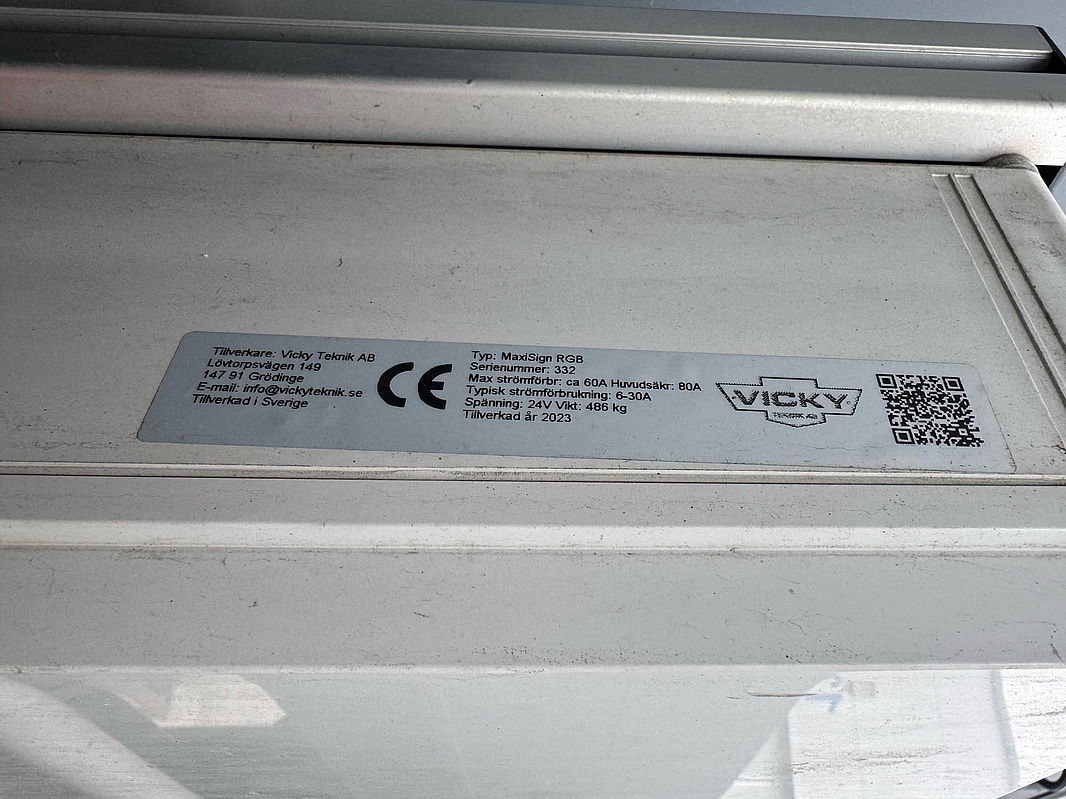 Tillverkare: Vicky Teknik AB
Lövtorpsvägen 149
147 91 Grödinge
E-mail: info@vickyteknik.se
Tillverkad i Sverige
CE
Typ: MaxiSign RGB
Serienummer: 332
Max strömförbr: ca 60A Huvudsäkr: 80A
Typisk strömförbrukning: 6-30A
Spänning: 24V Vikt: 486 kg
Tillverkad år 2023
VICKY
TEKNIK AB